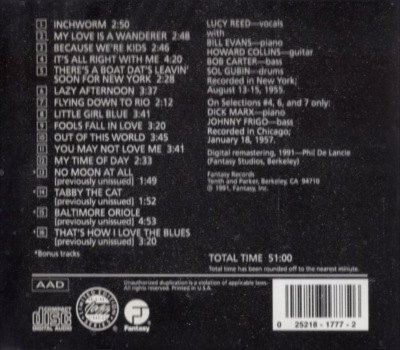 1 INCHWORM 2:50
2 MY LOVE IS A WANDERER 2:48
3 BECAUSE WE'RE KIDS 2:46
4 IT'S ALL RIGHT WITH ME 4:20
5 THERE'S A BOAT DAT'S LEAVIN'
SOON FOR NEW YORK 2:28
6 LAZY AFTERNOON 3:37
7 FLYING DOWN TO RIO 2:12
8 LITTLE GIRL BLUE 3:41
9 FOOLS FALL IN LOVE 3:20
10 OUT OF THIS WORLD 3:45
11 YOU MAY NOT LOVE ME 3:41
12 MY TIME OF DAY 2:33
13 NO MOON AT ALL
[previously unissued] 1:49
*14 TABBY THE CAT
[previously unissued] 1:52
*15 BALTIMORE ORIOLE
[previously unissued] 4:53
*16 THAT'S HOW I LOVE THE BLUES
[previously unissued] 3:20
*Bonus tracks
LUCY REED—vocals
with
BILL EVANS—piano
HOWARD COLLINS—guitar
BOB CARTER—bass
SOL GUBIN—drums
Recorded in New York;
August 13-15, 1955.
On Selections #4, 6, and 7 only:
DICK MARX—piano
JOHNNY FRIGO—bass
Recorded in Chicago;
January 18, 1957.
Digital remastering, 1991—Phil De Lancie
(Fantasy Studios, Berkeley)
Fantasy Records
Tenth and Parker, Berkeley, CA 94710
© 1991, Fantasy, Inc.
TOTAL TIME 51:00
Total time has been rounded off to the nearest minute.
AAD
Unauthorized duplication is a violation of applicable laws.
All rights reserved. Printed in U.S.A.
COMPACT
disc
DIGITAL AUDIO
LIMITED EDITION
SERIES
Fantasy
0 25218-1777-2